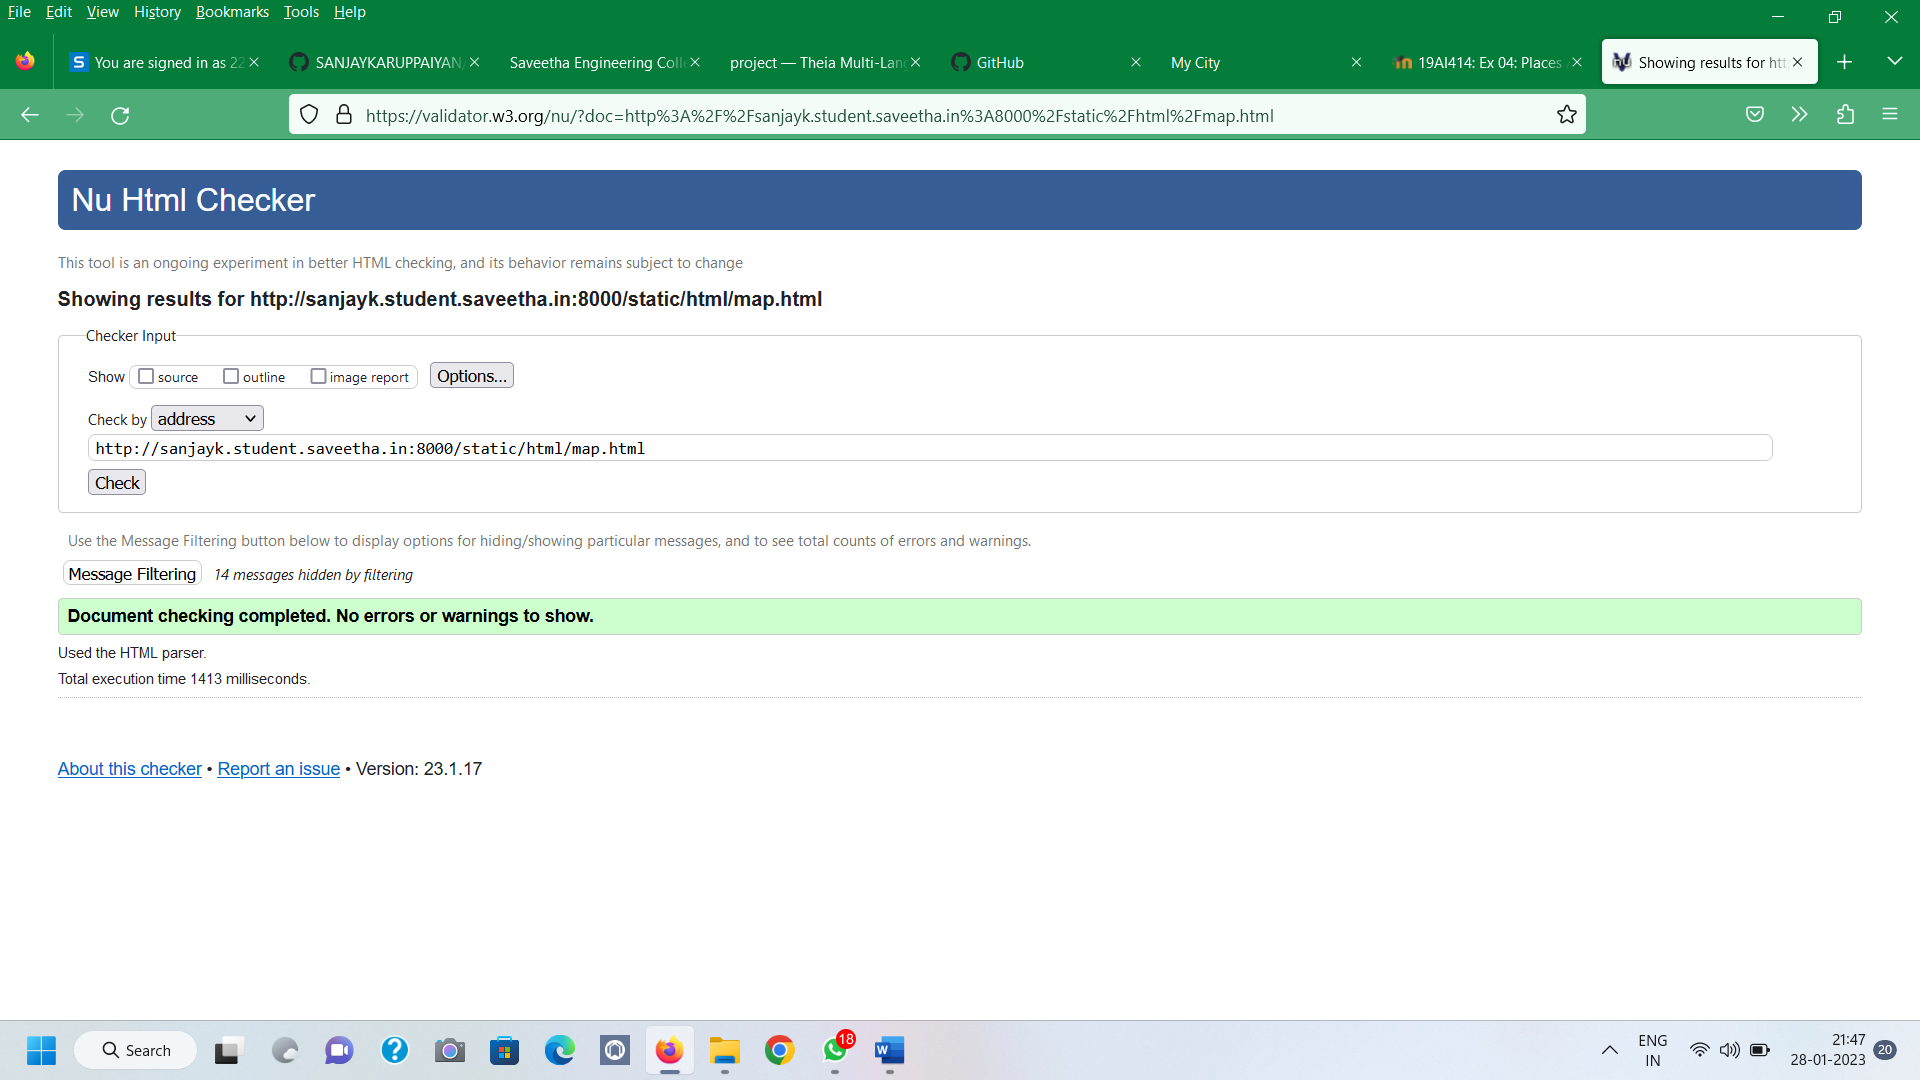 File Edit View History Bookmarks Tools Help
You are signed in as 22
SANJAYKARUPPAIYAN
Saveetha Engineering Coll
project — Theia Multi-Lang
GitHub
My City
19AI414: Ex 04: Places
Showing results for htt
https://validator.w3.org/nu/?doc=http%3A%2F%2Fsanjayk.student.saveetha.in%3A8000%2Fstatic%2Fhtml%2Fmap.html
Nu Html Checker
This tool is an ongoing experiment in better HTML checking, and its behavior remains subject to change
Showing results for http://sanjayk.student.saveetha.in:8000/static/html/map.html
Checker Input
Show source outline image report Options...
Check by address
http://sanjayk.student.saveetha.in:8000/static/html/map.html
Check
Use the Message Filtering button below to display options for hiding/showing particular messages, and to see total counts of errors and warnings.
Message Filtering 14 messages hidden by filtering
Document checking completed. No errors or warnings to show.
Used the HTML parser.
Total execution time 1413 milliseconds.
About this checker • Report an issue • Version: 23.1.17
Search
18
ENG
IN
21:47
28-01-2023
20